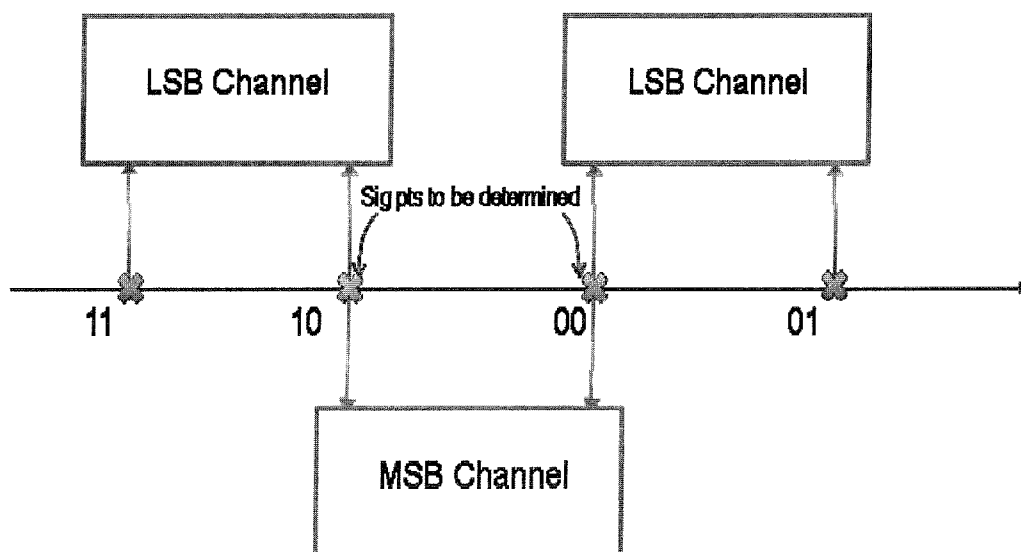 LSB Channel
LSB Channel
Sig pts to be determined
11
10
00
01
MSB Channel